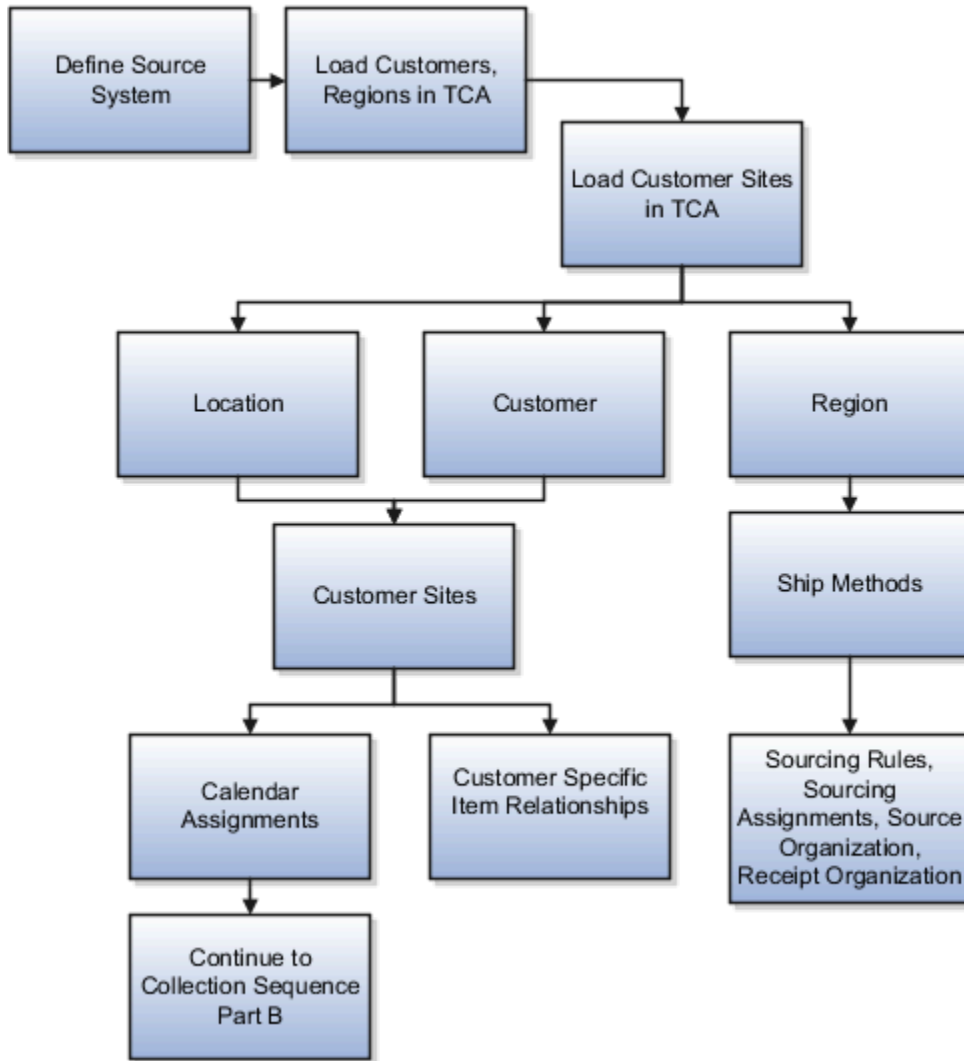 Define Source
System
Load Customers,
Regions in TCA
Load Customer Sites
in TCA
Location
Customer
Region
Customer Sites
Ship Methods
Calendar
Assignments
Customer Specific
Item Relationships
Sourcing Rules,
Sourcing
Assignments, Source
Organization,
Receipt Organization
Continue to
Collection Sequence
Part B